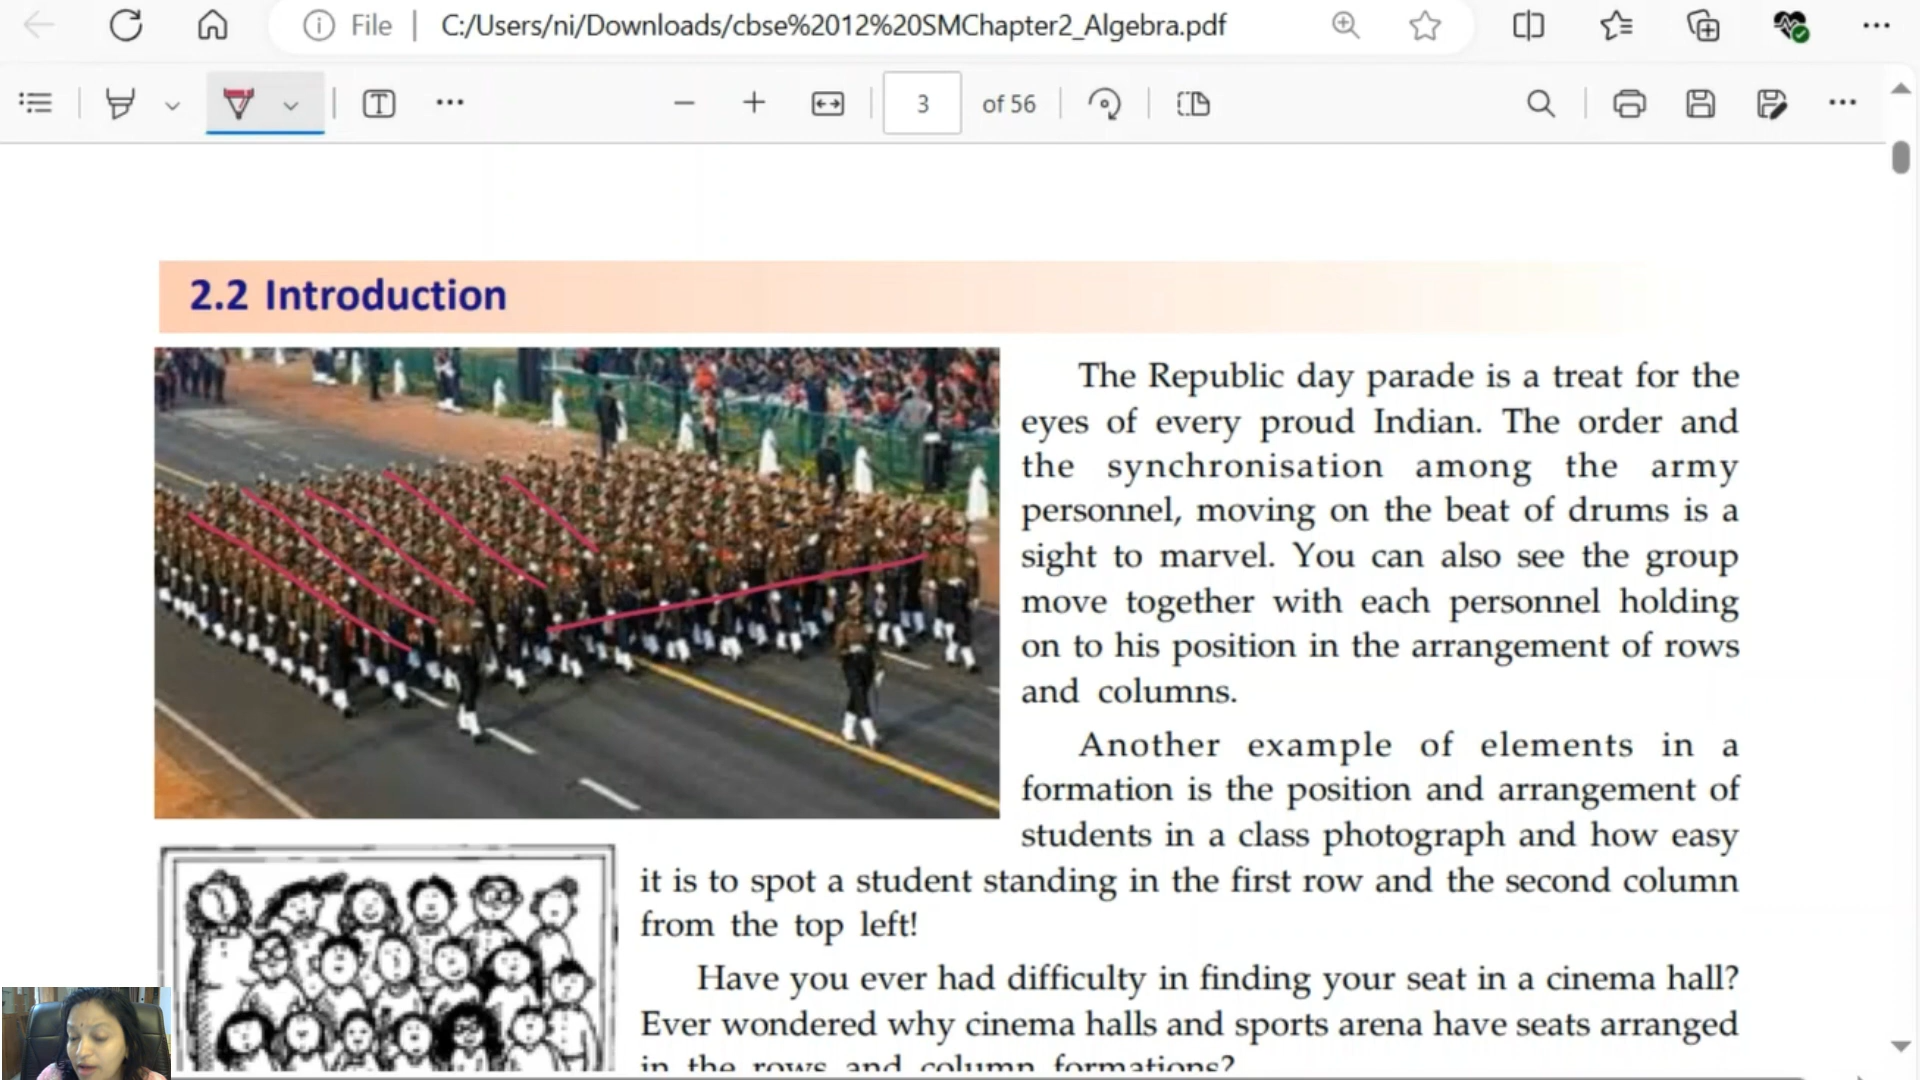 File
C:/Users/ni/Downloads/cbse%2012%20SMChapter2_Algebra.pdf
3 of 56
2.2 Introduction
The Republic day parade is a treat for the
eyes of every proud Indian. The order and
the synchronisation among the army
personnel, moving on the beat of drums is a
sight to marvel. You can also see the group
move together with each personnel holding
on to his position in the arrangement of rows
and columns.
Another example of elements in a
formation is the position and arrangement of
students in a class photograph and how easy
it is to spot a student standing in the first row and the second column
from the top left!
Have you ever had difficulty in finding your seat in a cinema hall?
Ever wondered why cinema halls and sports arena have seats arranged
in the rows and column formations?